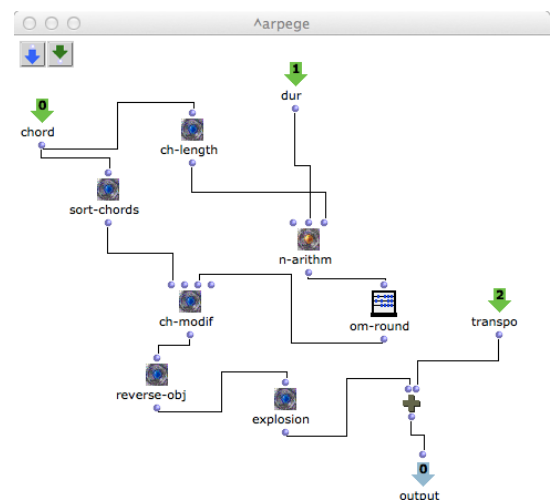 ^arpege
1
dur
0
chord
ch-length
sort-chords
n-arithm
2
ch-modif
om-round
transpo
reverse-obj
explosion
0
output